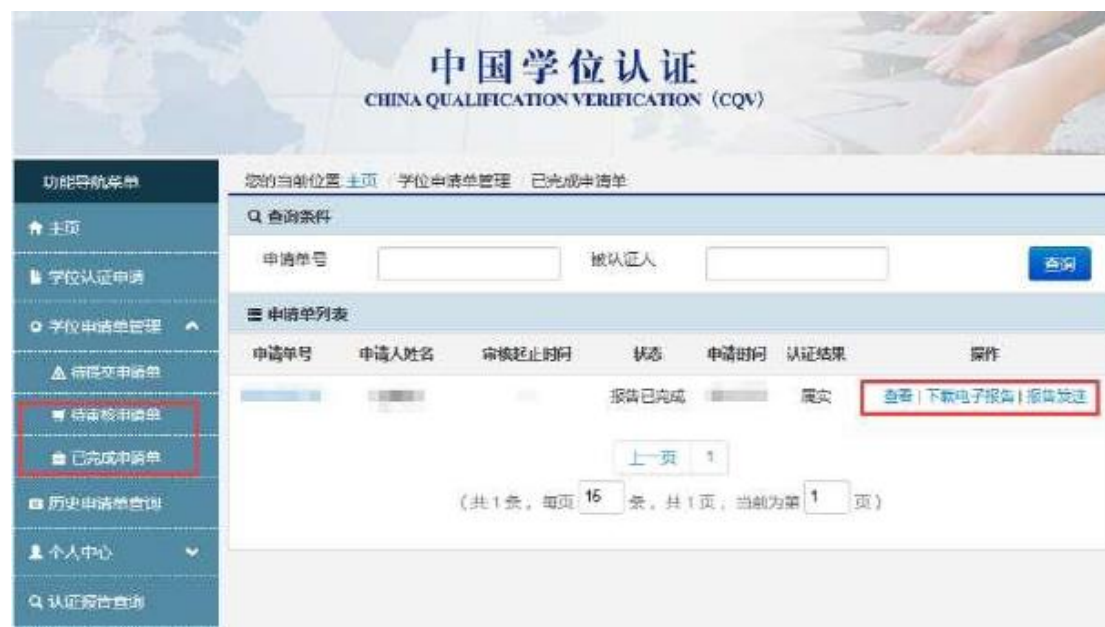 中国学位认证
CHINA QUALIFICATION VERIFICATION (CQV)
功能导航菜单
主页
学位认证申请
学位申请单管理
待提交申请单
待审核申请单
已完成申请单
历史申请单查询
个人中心
认证报告查询
您的当前位置 主页 学位申请单管理 已完成申请单
查询条件
申请单号 被认证人 查询
申请单列表
申请单号 申请人姓名 审核起止时间 状态 申请时间 认证结果 操作
报告已完成 属实 查看 | 下载电子报告 | 报告发送
上一页 1
(共 1 条, 每页 15 条, 共 1 页, 当前为第 1 页)